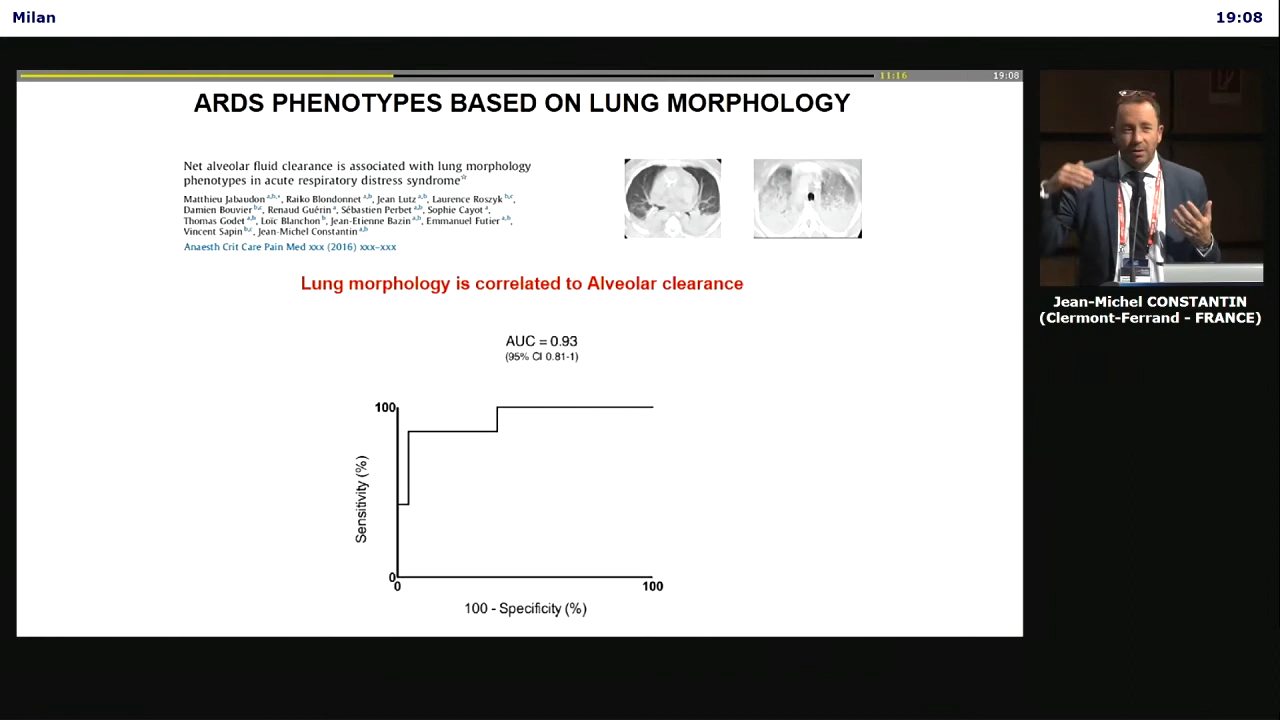 Milan
19:08
11:16
19:08
ARDS PHENOTYPES BASED ON LUNG MORPHOLOGY
Net alveolar fluid clearance is associated with lung morphology
phenotypes in acute respiratory distress syndrome☆
Matthieu Jabaudon a,b,*, Raiko Blondonnet a,b, Jean Lutz a,b, Laurence Roszyk b,c,
Damien Bouvier b,c, Renaud Guérin a, Sébastien Perbet a,b, Sophie Cayot a,
Thomas Godet a,b, Loïc Blanchon b, Jean-Etienne Bazin a,b, Emmanuel Futier a,b,
Vincent Sapin b,c, Jean-Michel Constantin a,b
Anaesth Crit Care Pain Med xxx (2016) xxx–xxx
Lung morphology is correlated to Alveolar clearance
AUC = 0.93
(95% CI 0.81-1)
100
Sensitivity (%)
0
0
100
100 - Specificity (%)
Jean-Michel CONSTANTIN
(Clermont-Ferrand - FRANCE)